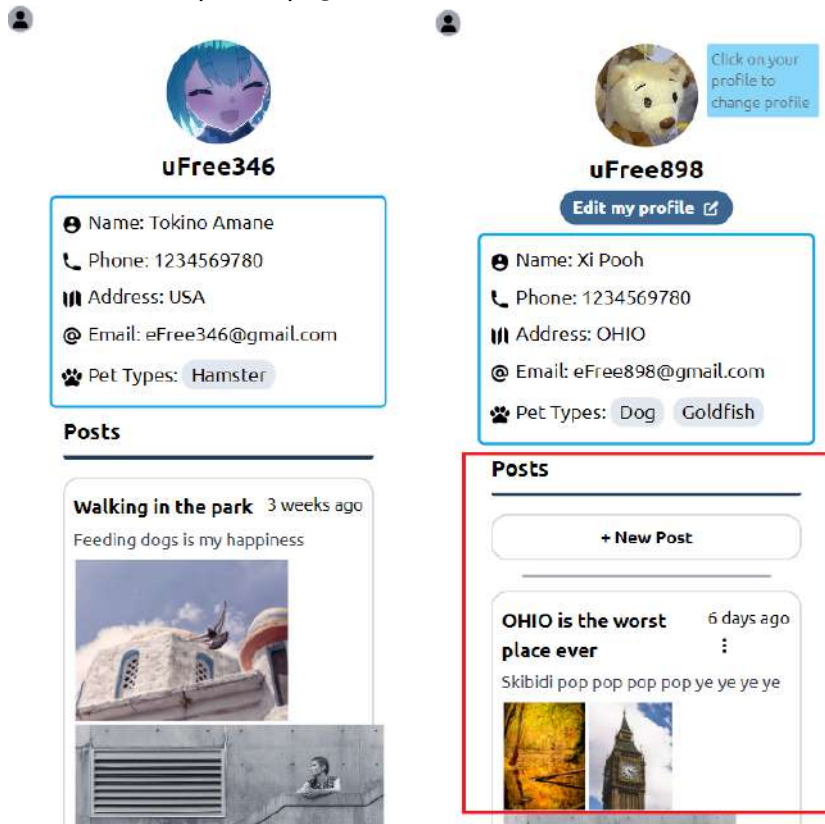 uFree346
Name: Tokino Amane
Phone: 1234569780
Address: USA
Email: eFree346@gmail.com
Pet Types: Hamster
Posts
Walking in the park 3 weeks ago
Feeding dogs is my happiness
Click on your
profile to
change profile
uFree898
Edit my profile
Name: Xi Pooh
Phone: 1234569780
Address: OHIO
@ Email: eFree898@gmail.com
Pet Types: Dog Goldfish
Posts
+ New Post
OHIO is the worst 6 days ago
place ever
Skibidi pop pop pop pop ye ye ye ye